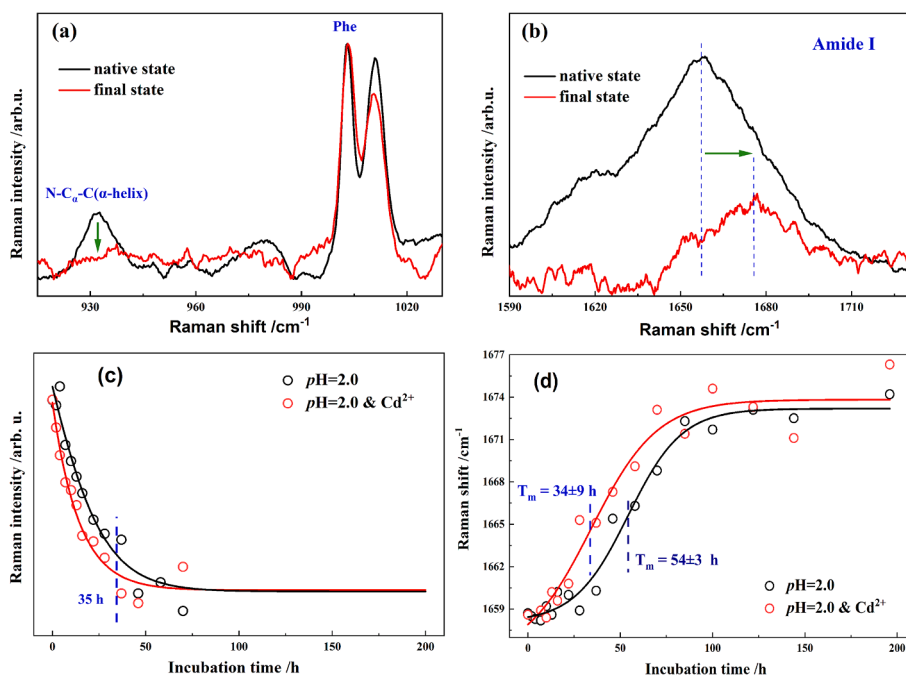 (a)
Phe
native state
final state
N-Cα-C(α-helix)
Raman intensity /arb.u.
930 960 990 1020
Raman shift /cm⁻¹
(b)
Amide I
native state
final state
Raman intensity /arb.u.
1590 1620 1650 1680 1710
Raman shift /cm⁻¹
(c)
pH=2.0
pH=2.0 & Cd²⁺
35 h
Raman intensity /arb. u.
0 50 100 150 200
Incubation time /h
(d)
1677
1674
1671
1668
1665
1662
1659
Raman shift /cm⁻¹
Tm = 34±9 h
Tm = 54±3 h
pH=2.0
pH=2.0 & Cd²⁺
0 50 100 150 200
Incubation time /h